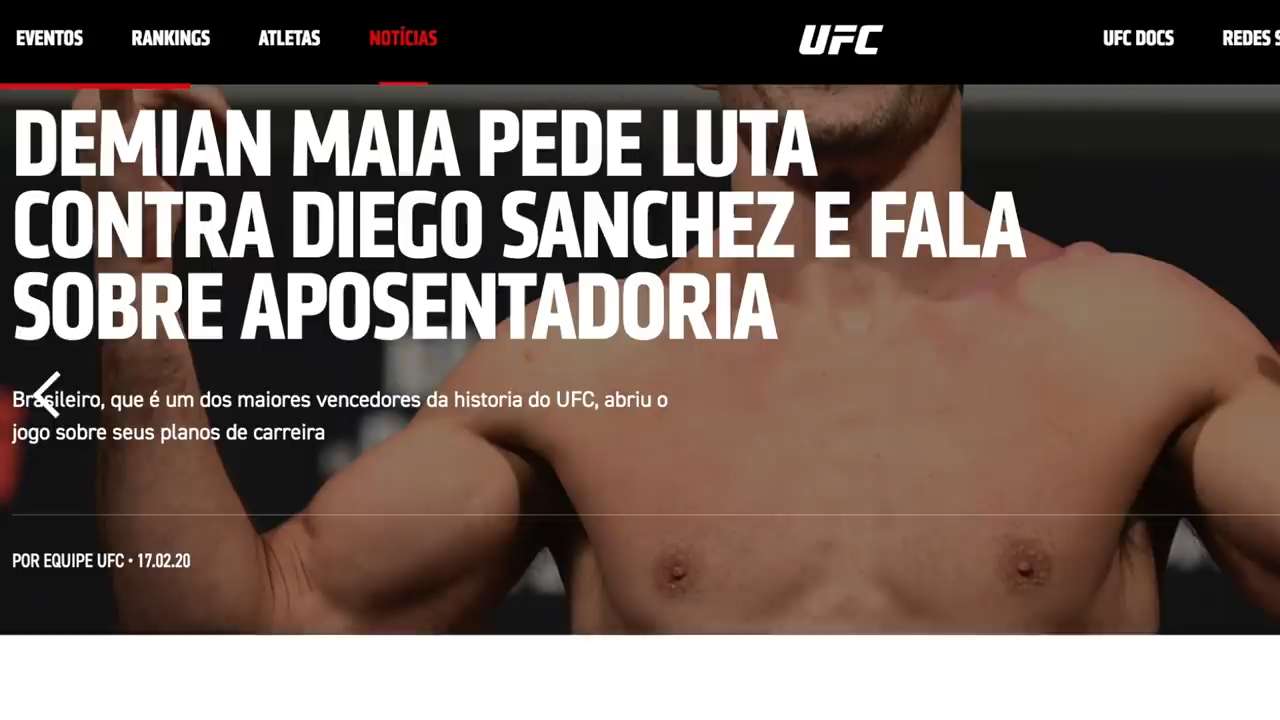 EVENTOS RANKINGS ATLETAS NOTÍCIAS UFC UFC DOCS REDES S
DEMIAN MAIA PEDE LUTA
CONTRA DIEGO SANCHEZ E FALA
SOBRE APOSENTADORIA
Brasileiro, que é um dos maiores vencedores da historia do UFC, abriu o
jogo sobre seus planos de carreira
POR EQUIPE UFC • 17.02.20